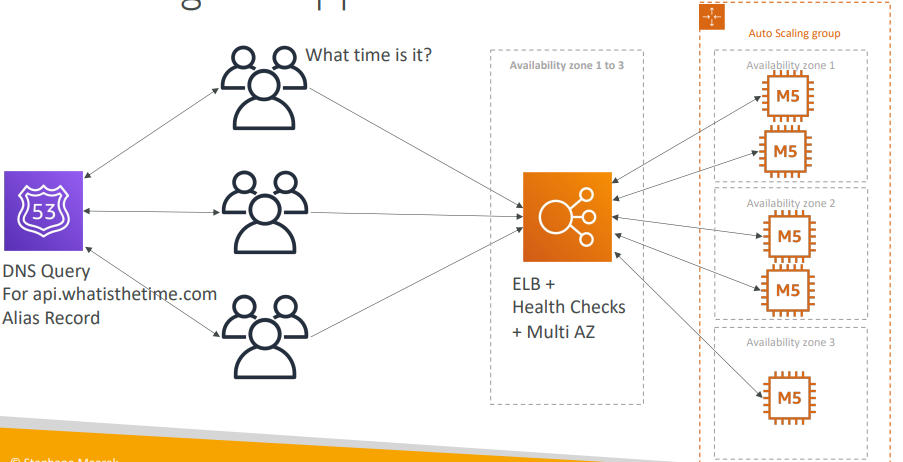 What time is it?
53
DNS Query
For api.whatisthetime.com
Alias Record
Availability zone 1 to 3
ELB +
Health Checks
+ Multi AZ
Auto Scaling group
Availability zone 1
M5
M5
Availability zone 2
M5
M5
Availability zone 3
M5
©